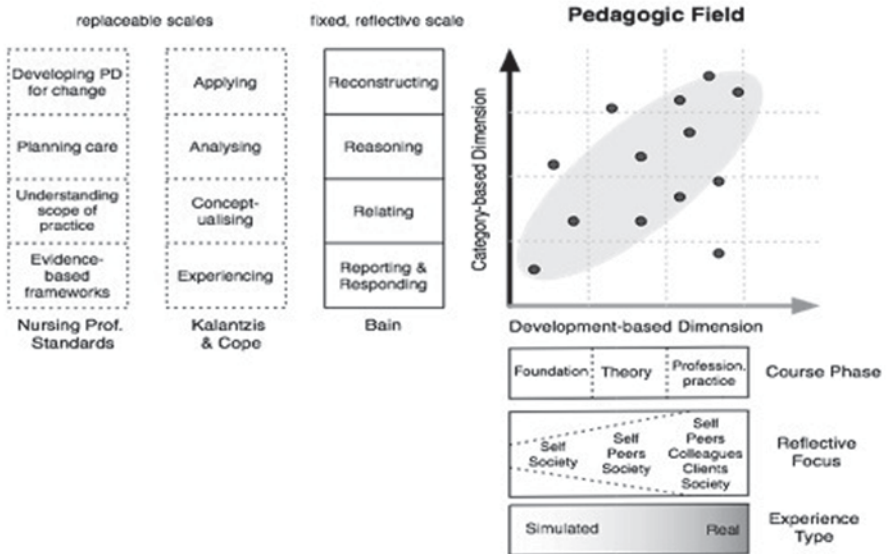 replaceable scales
fixed, reflective scale
Pedagogic Field
Developing PD
for change
Planning care
Understanding
scope of
practice
Evidence-
based
frameworks
Nursing Prof.
Standards
Applying
Analysing
Concept-
ualising
Experiencing
Kalantzis
& Cope
Reconstructing
Reasoning
Relating
Reporting &
Responding
Bain
Category-based Dimension
Development-based Dimension
Foundation
Theory
Profession.
practice
Course Phase
Self
Society
Self
Peers
Society
Self
Peers
Colleagues
Clients
Society
Reflective
Focus
Simulated
Real
Experience
Type